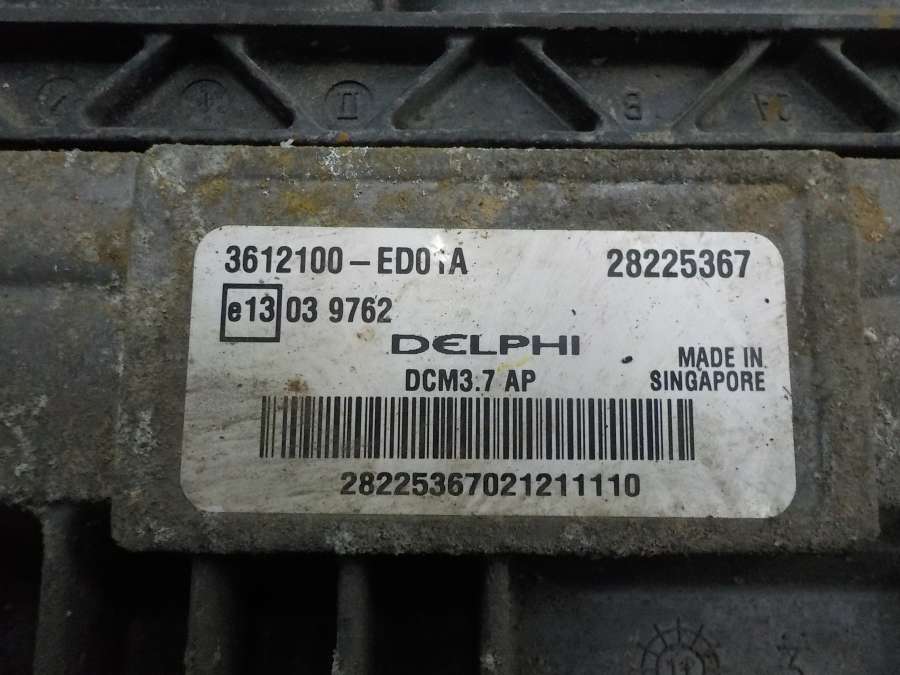 3612100-ED01A 28225367
e13 03 9762
DELPHI
MADE IN
SINGAPORE
DCM3.7 AP
28225367021211110